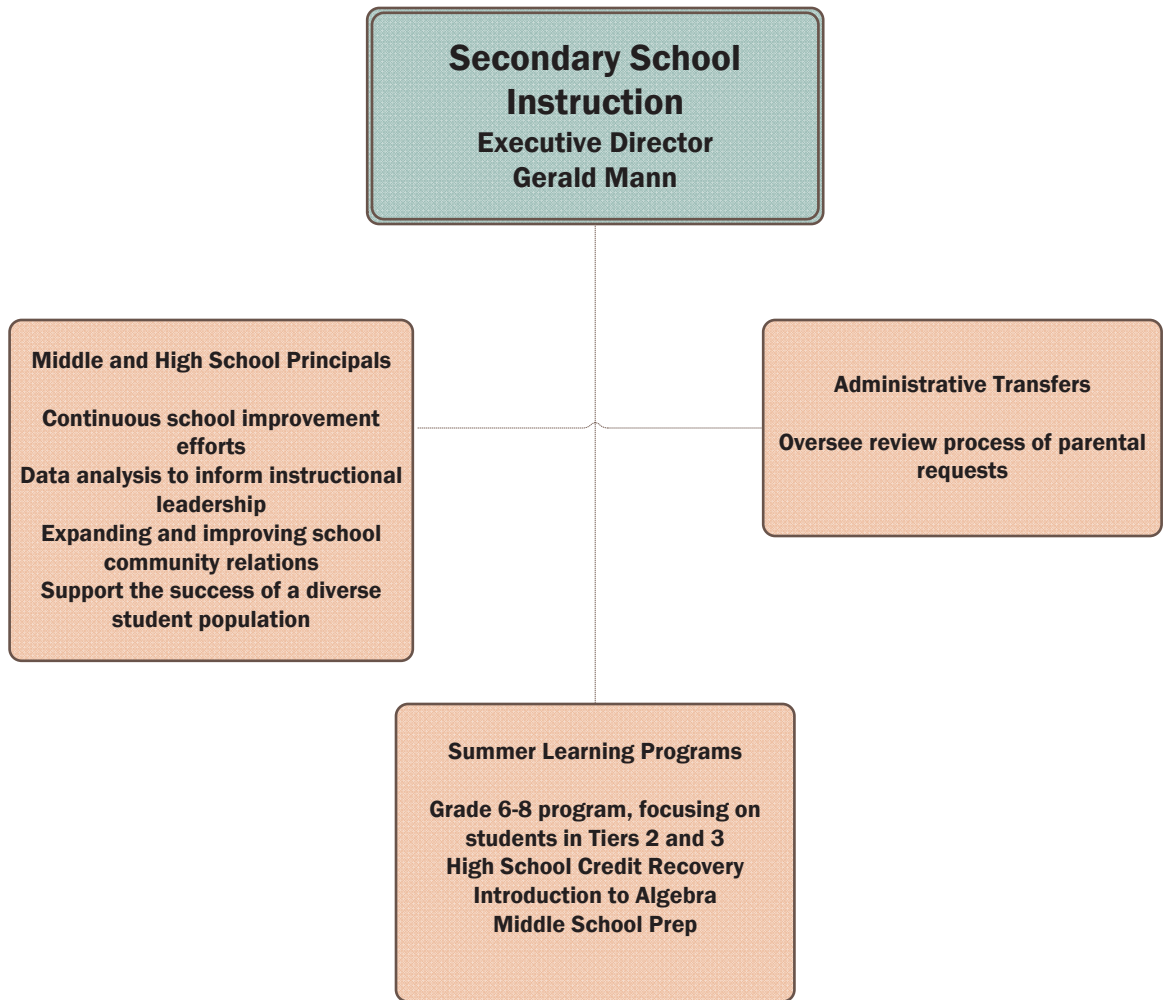 Secondary School
Instruction
Executive Director
Gerald Mann
Middle and High School Principals
Continuous school improvement
efforts
Data analysis to inform instructional
leadership
Expanding and improving school
community relations
Support the success of a diverse
student population
Administrative Transfers
Oversee review process of parental
requests
Summer Learning Programs
Grade 6-8 program, focusing on
students in Tiers 2 and 3
High School Credit Recovery
Introduction to Algebra
Middle School Prep